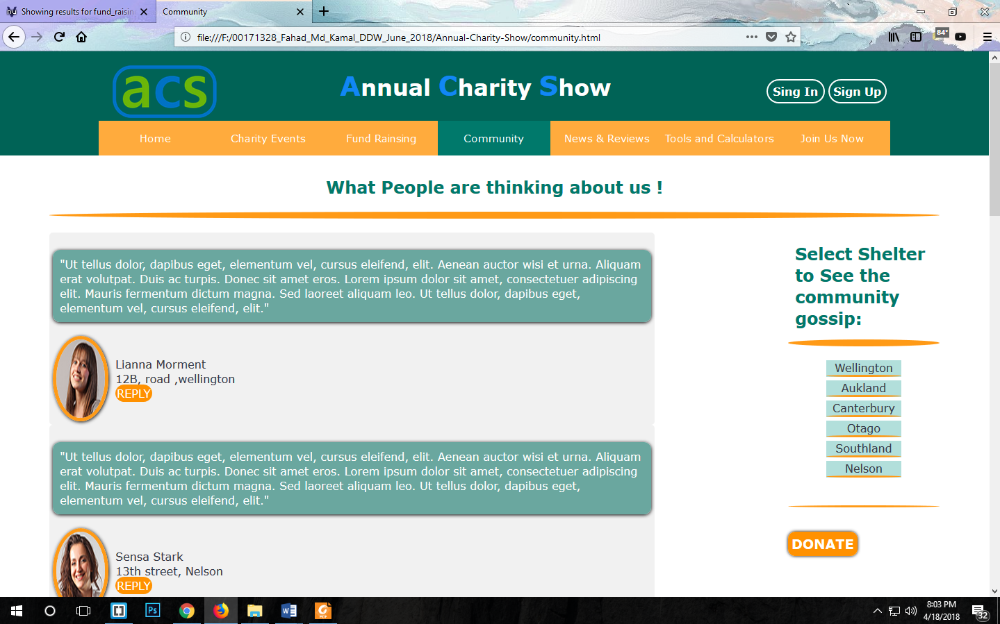 Showing results for fund_raisin
Community
file:///F:/00171328_Fahad_Md_Kamal_DDW_June_2018/Annual-Charity-Show/community.html
84°
acs
Annual Charity Show
Sing In
Sign Up
Home
Charity Events
Fund Rainsing
Community
News & Reviews
Tools and Calculators
Join Us Now
What People are thinking about us !
"Ut tellus dolor, dapibus eget, elementum vel, cursus eleifend, elit. Aenean auctor wisi et urna. Aliquam
erat volutpat. Duis ac turpis. Donec sit amet eros. Lorem ipsum dolor sit amet, consectetuer adipiscing
elit. Mauris fermentum dictum magna. Sed laoreet aliquam leo. Ut tellus dolor, dapibus eget,
elementum vel, cursus eleifend, elit."
Lianna Morment
12B, road ,wellington
REPLY
"Ut tellus dolor, dapibus eget, elementum vel, cursus eleifend, elit. Aenean auctor wisi et urna. Aliquam
erat volutpat. Duis ac turpis. Donec sit amet eros. Lorem ipsum dolor sit amet, consectetuer adipiscing
elit. Mauris fermentum dictum magna. Sed laoreet aliquam leo. Ut tellus dolor, dapibus eget,
elementum vel, cursus eleifend, elit."
Sensa Stark
13th street, Nelson
REPLY
Select Shelter
to See the
community
gossip:
Wellington
Aukland
Canterbury
Otago
Southland
Nelson
DONATE
Ps
W
G
PDF
8:03 PM
4/18/2018
32